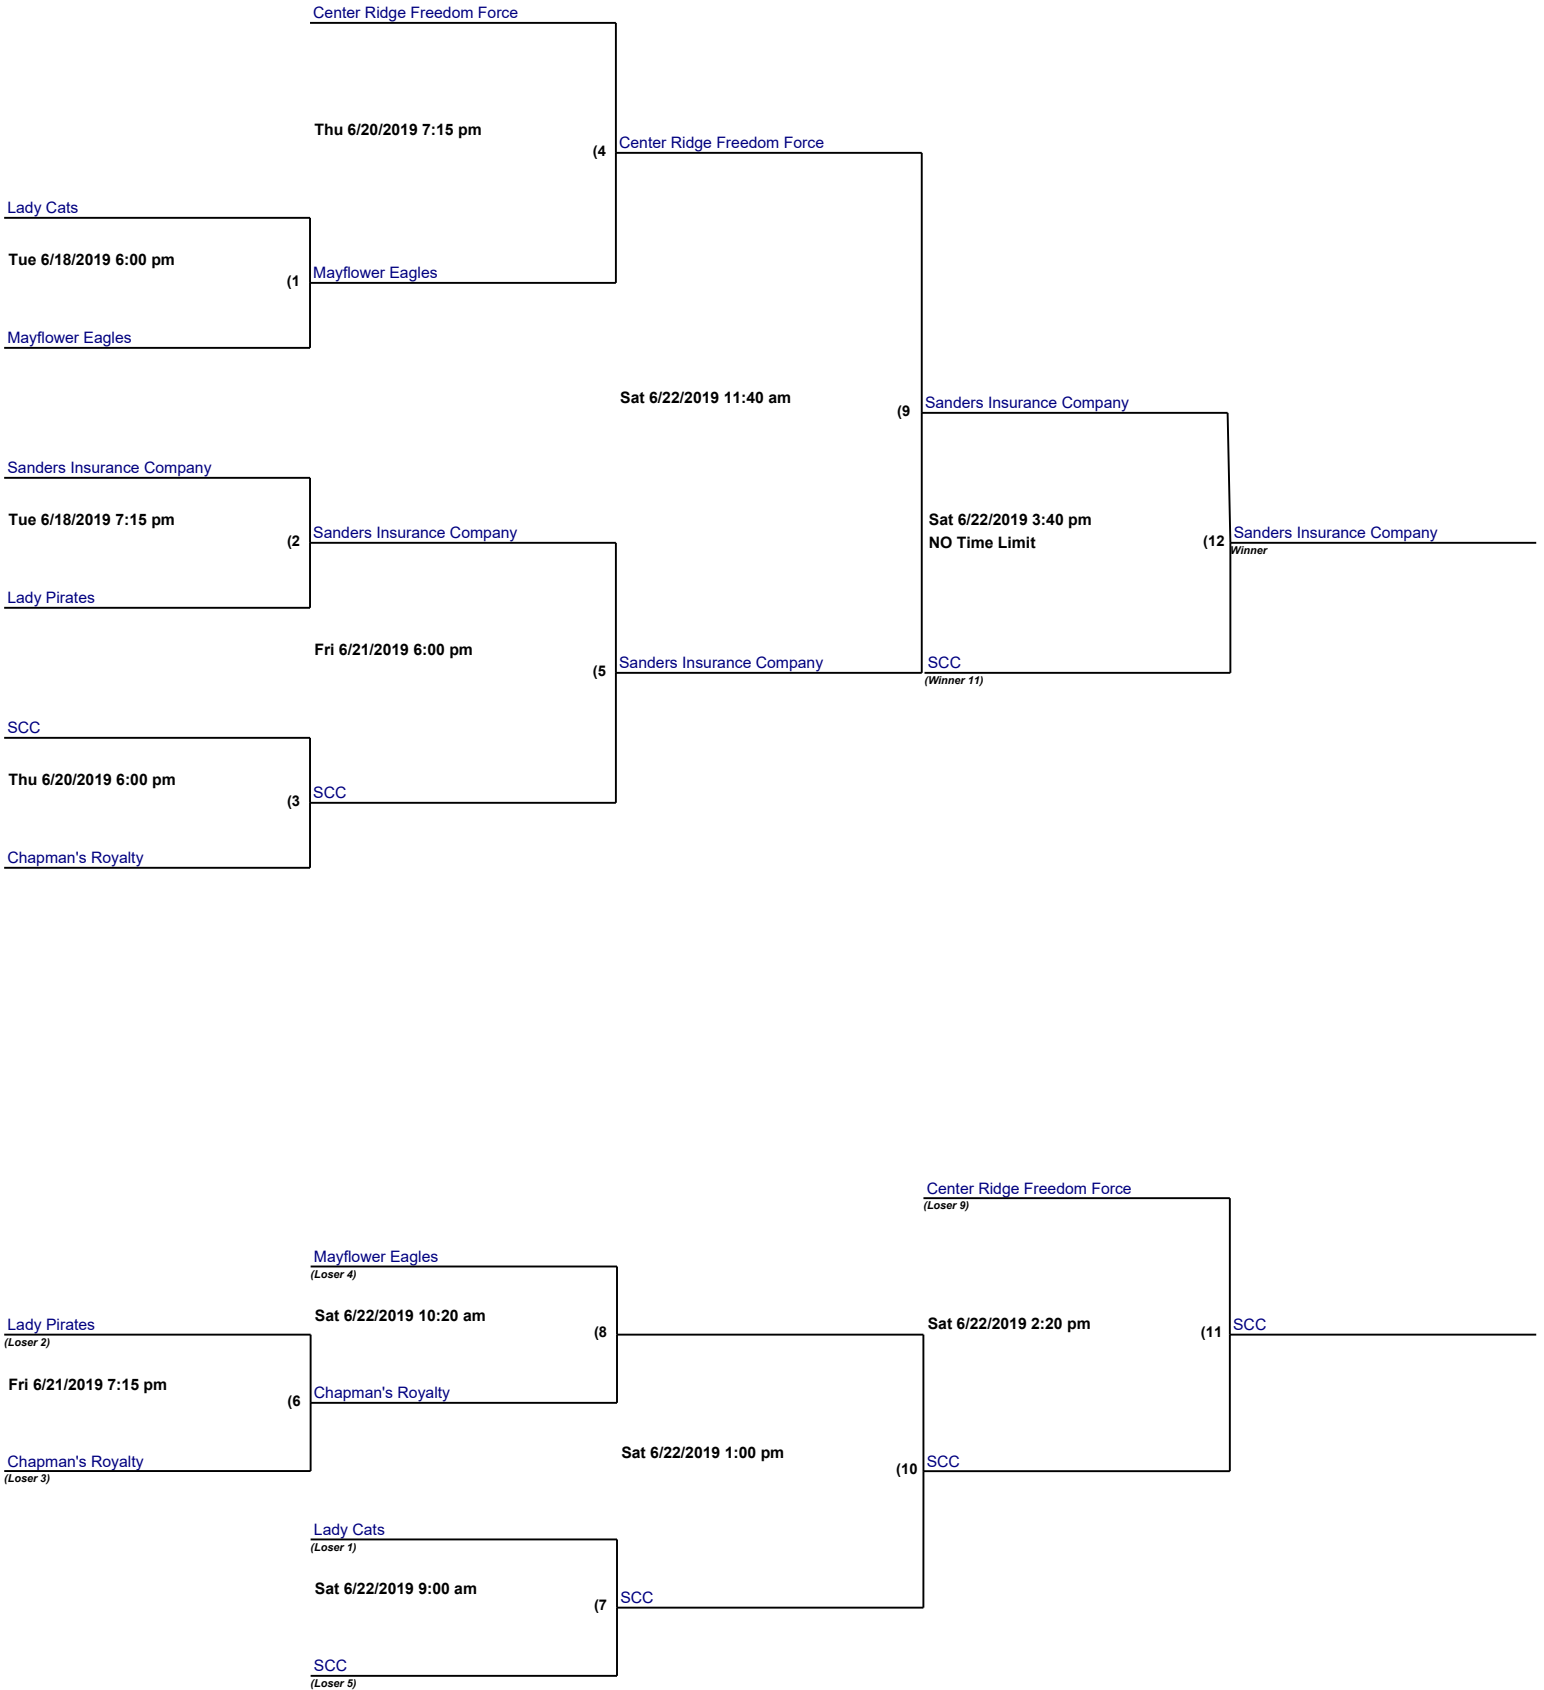 Center Ridge Freedom Force
Thu 6/20/2019 7:15 pm
(4
Center Ridge Freedom Force
Lady Cats
Tue 6/18/2019 6:00 pm
(1
Mayflower Eagles
Mayflower Eagles
Sat 6/22/2019 11:40 am
(9
Sanders Insurance Company
Sanders Insurance Company
Tue 6/18/2019 7:15 pm
(2
Sanders Insurance Company
Sat 6/22/2019 3:40 pm
NO Time Limit
(12
Sanders Insurance Company
Winner
Lady Pirates
Fri 6/21/2019 6:00 pm
(5
Sanders Insurance Company
SCC
(Winner 11)
SCC
Thu 6/20/2019 6:00 pm
(3
SCC
Chapman's Royalty
Center Ridge Freedom Force
(Loser 9)
Mayflower Eagles
(Loser 4)
Sat 6/22/2019 10:20 am
(8
Lady Pirates
(Loser 2)
Sat 6/22/2019 2:20 pm
(11
SCC
Fri 6/21/2019 7:15 pm
(6
Chapman's Royalty
Sat 6/22/2019 1:00 pm
(10
SCC
Chapman's Royalty
(Loser 3)
Lady Cats
(Loser 1)
Sat 6/22/2019 9:00 am
(7
SCC
SCC
(Loser 5)